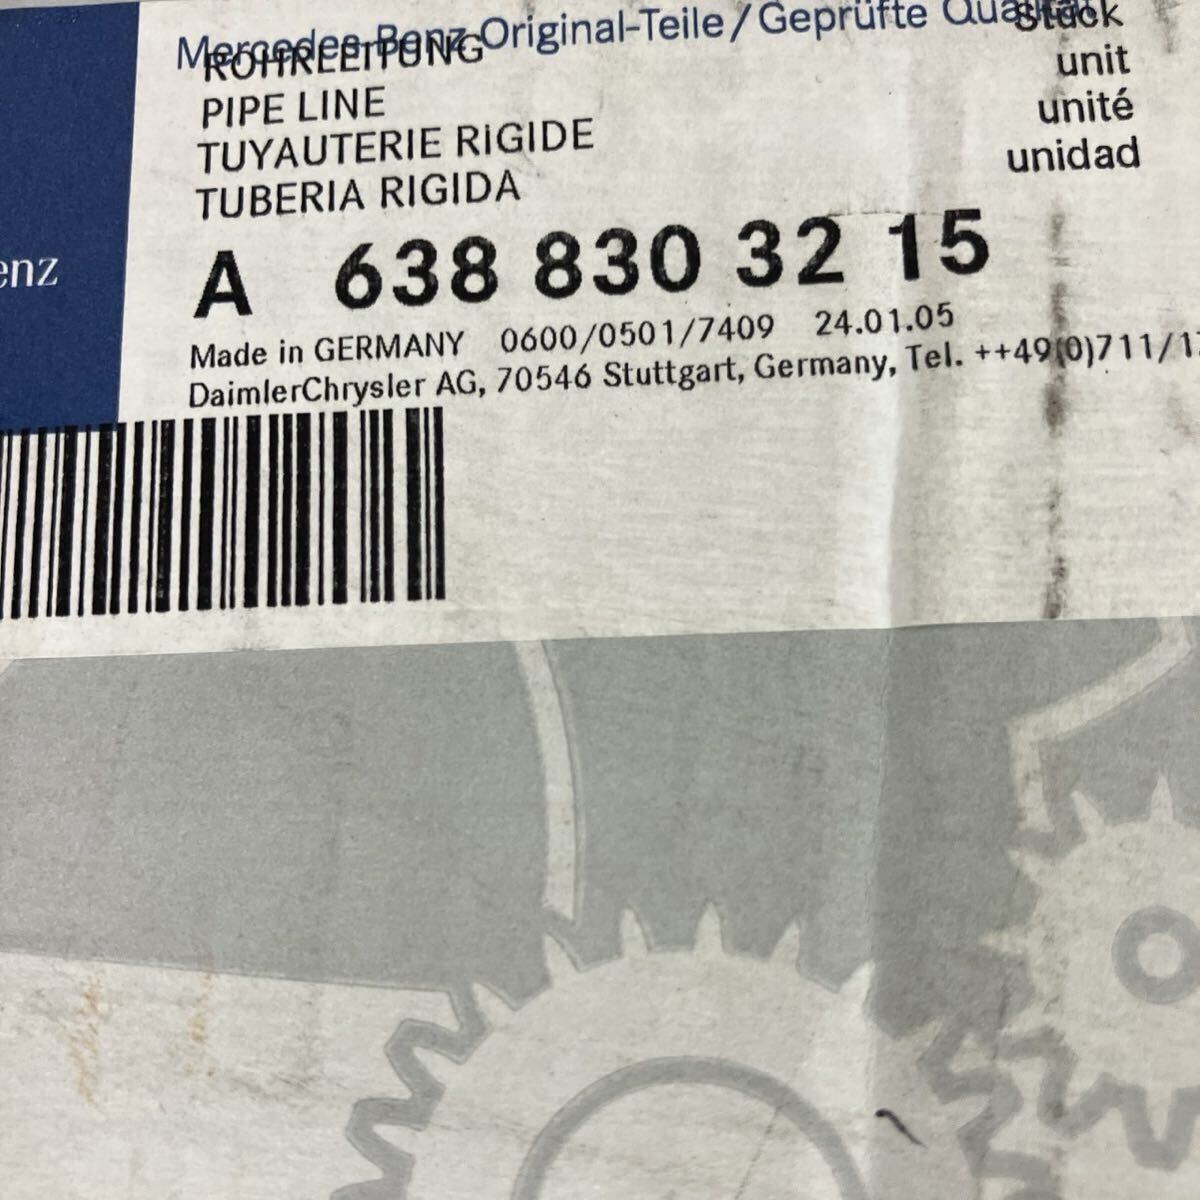 Mercedes-Benz Original-Teile / Geprüfte Qualität
ROHRLEITUNG
Stück
PIPE LINE
unit
TUYAUTERIE RIGIDE
unité
TUBERIA RIGIDA
unidad
A 638 830 32 15
Made in GERMANY 0600/0501/7409 24.01.05
DaimlerChrysler AG, 70546 Stuttgart, Germany, Tel. ++49(0)711/17
enz